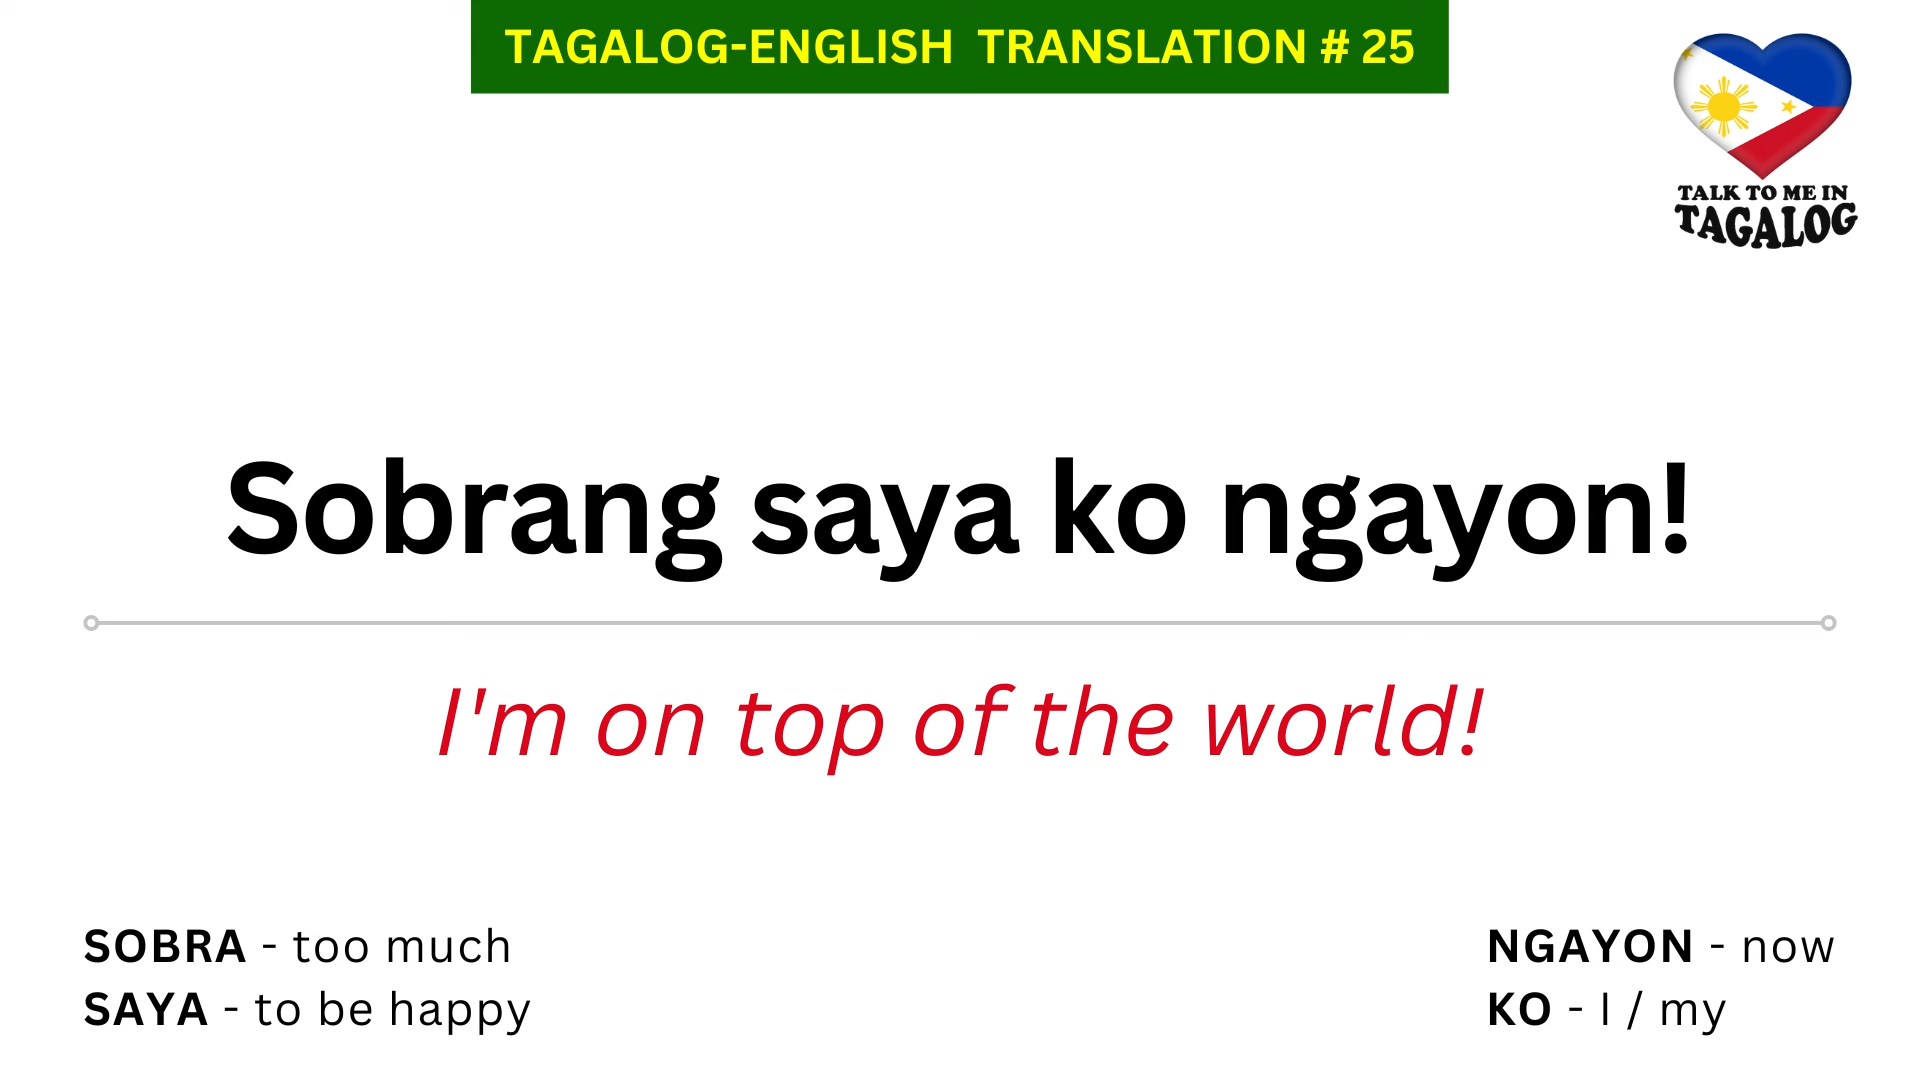 TAGALOG-ENGLISH TRANSLATION # 25
TALK TO ME IN
TAGALOG
Sobrang saya ko ngayon!
I'm on top of the world!
SOBRA - too much
SAYA - to be happy
NGAYON - now
KO - I / my